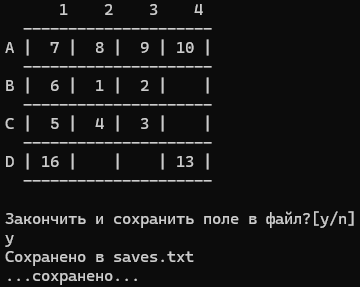 1 2 3 4
A | 7 | 8 | 9 | 10 |
B | 6 | 1 | 2 | |
C | 5 | 4 | 3 | |
D | 16 | | | 13 |
Закончить и сохранить поле в файл?[y/n]
y
Сохранено в saves.txt
...сохранено...